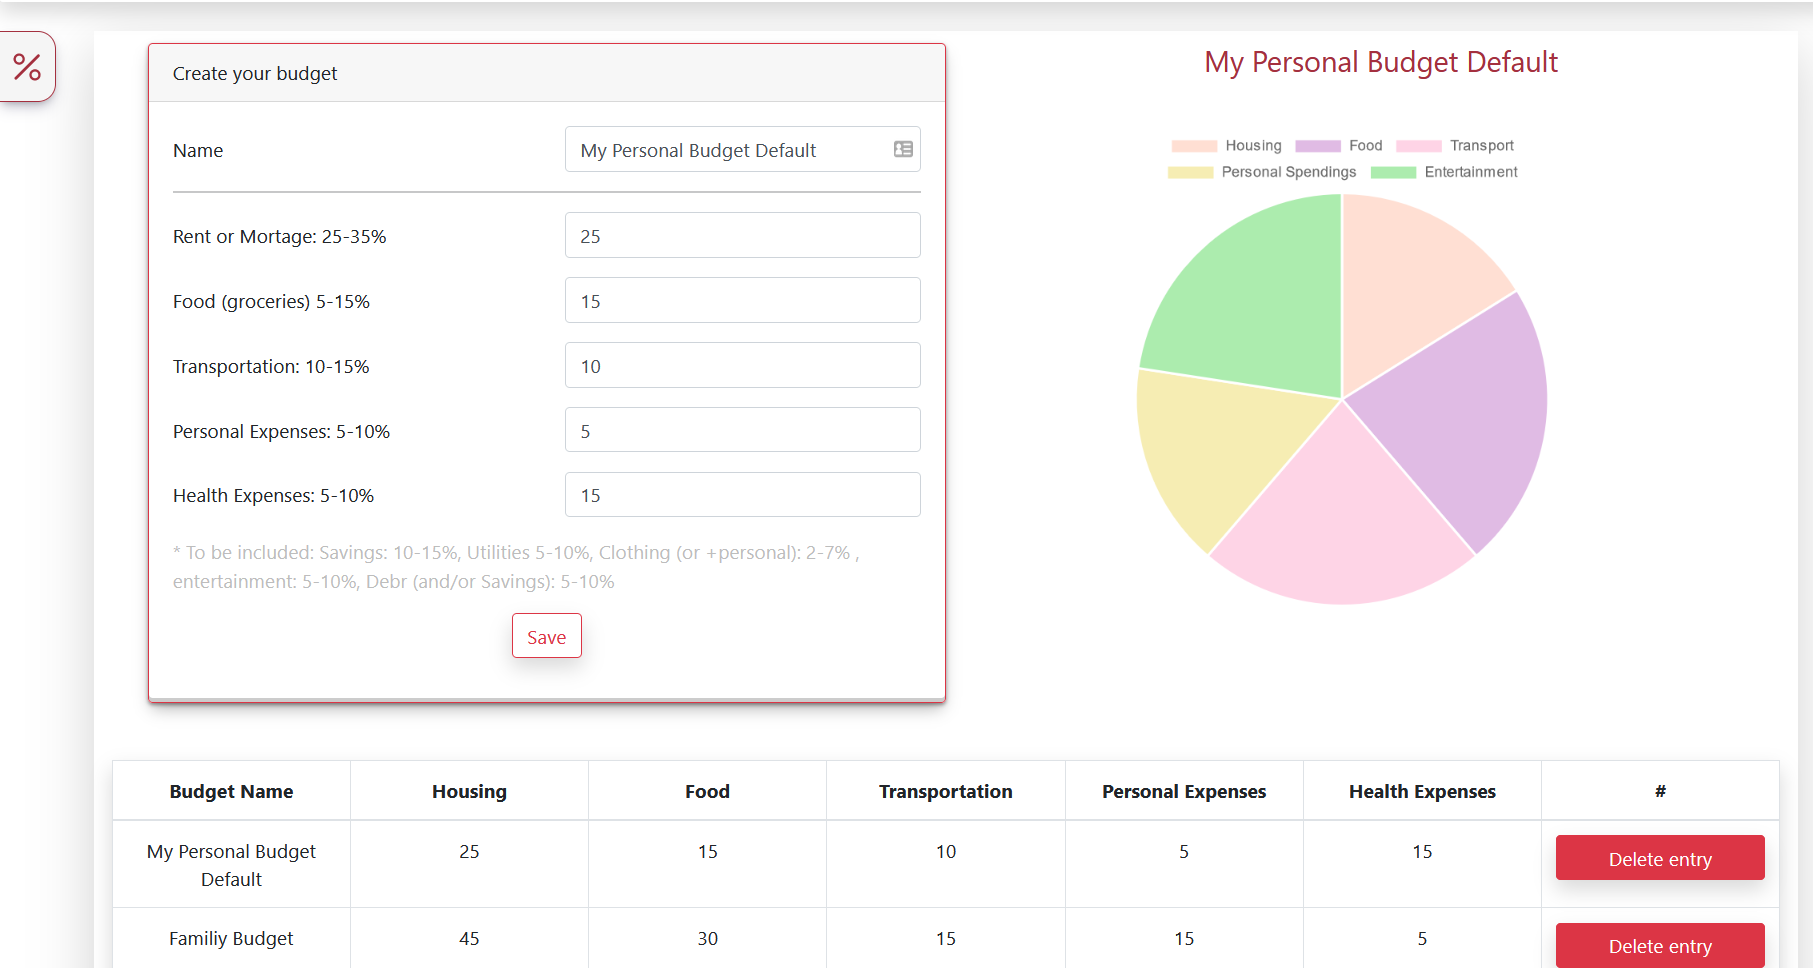 %
Create your budget
Name
My Personal Budget Default
Rent or Mortage: 25-35%
25
Food (groceries) 5-15%
15
Transportation: 10-15%
10
Personal Expenses: 5-10%
5
Health Expenses: 5-10%
15
* To be included: Savings: 10-15%, Utilities 5-10%, Clothing (or +personal): 2-7% ,
entertainment: 5-10%, Debr (and/or Savings): 5-10%
Save
My Personal Budget Default
Housing Food Transport
Personal Spendings Entertainment
Budget Name Housing Food Transportation Personal Expenses Health Expenses #
My Personal Budget
Default
25 15 10 5 15 Delete entry
Familiy Budget 45 30 15 15 5 Delete entry